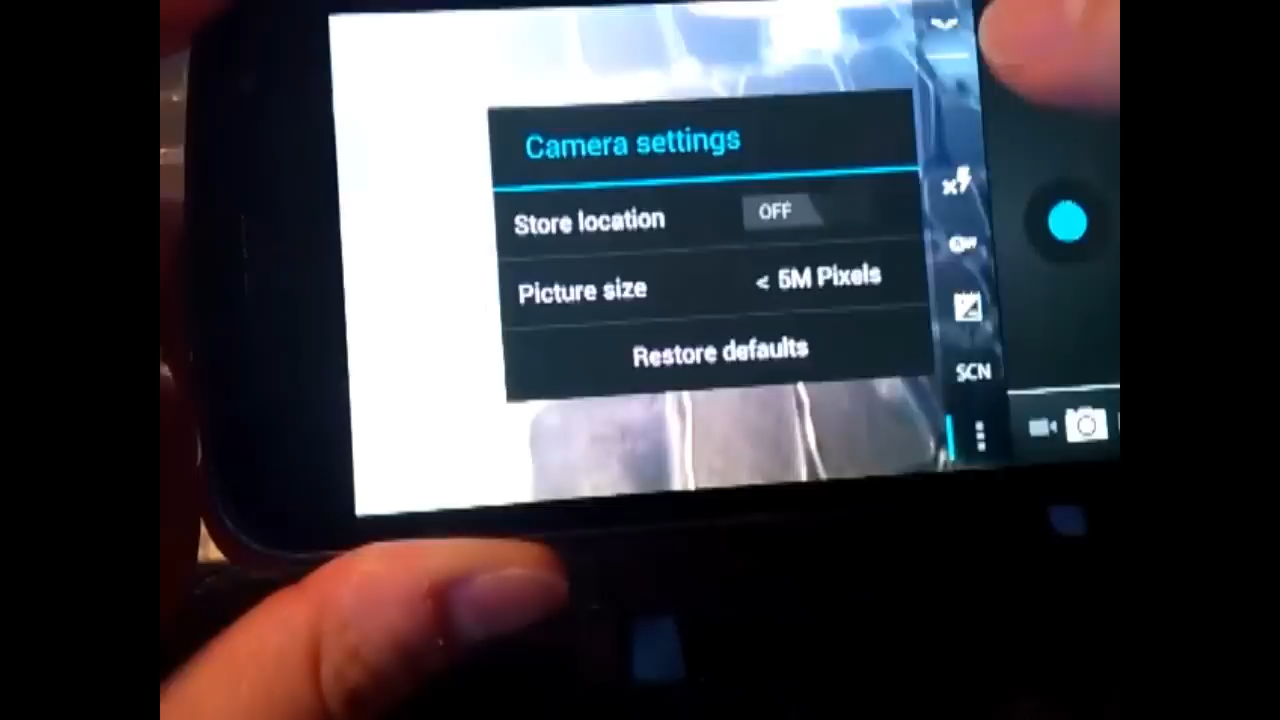 Camera settings
Store location OFF
Picture size < 5M Pixels
Restore defaults
SCN